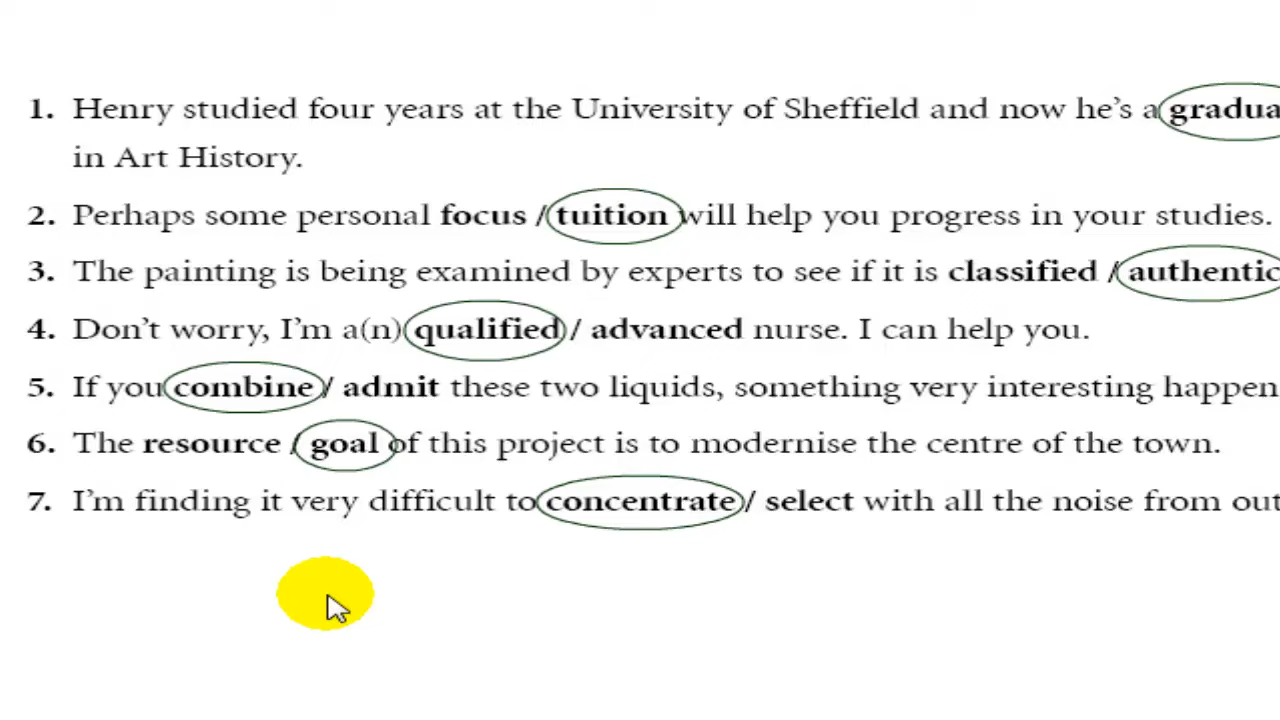 1. Henry studied four years at the University of Sheffield and now he's a gradua
in Art History.
2. Perhaps some personal focus / tuition will help you progress in your studies.
3. The painting is being examined by experts to see if it is classified / authentic
4. Don't worry, I'm a(n) qualified / advanced nurse. I can help you.
5. If you combine / admit these two liquids, something very interesting happen
6. The resource / goal of this project is to modernise the centre of the town.
7. I'm finding it very difficult to concentrate / select with all the noise from out